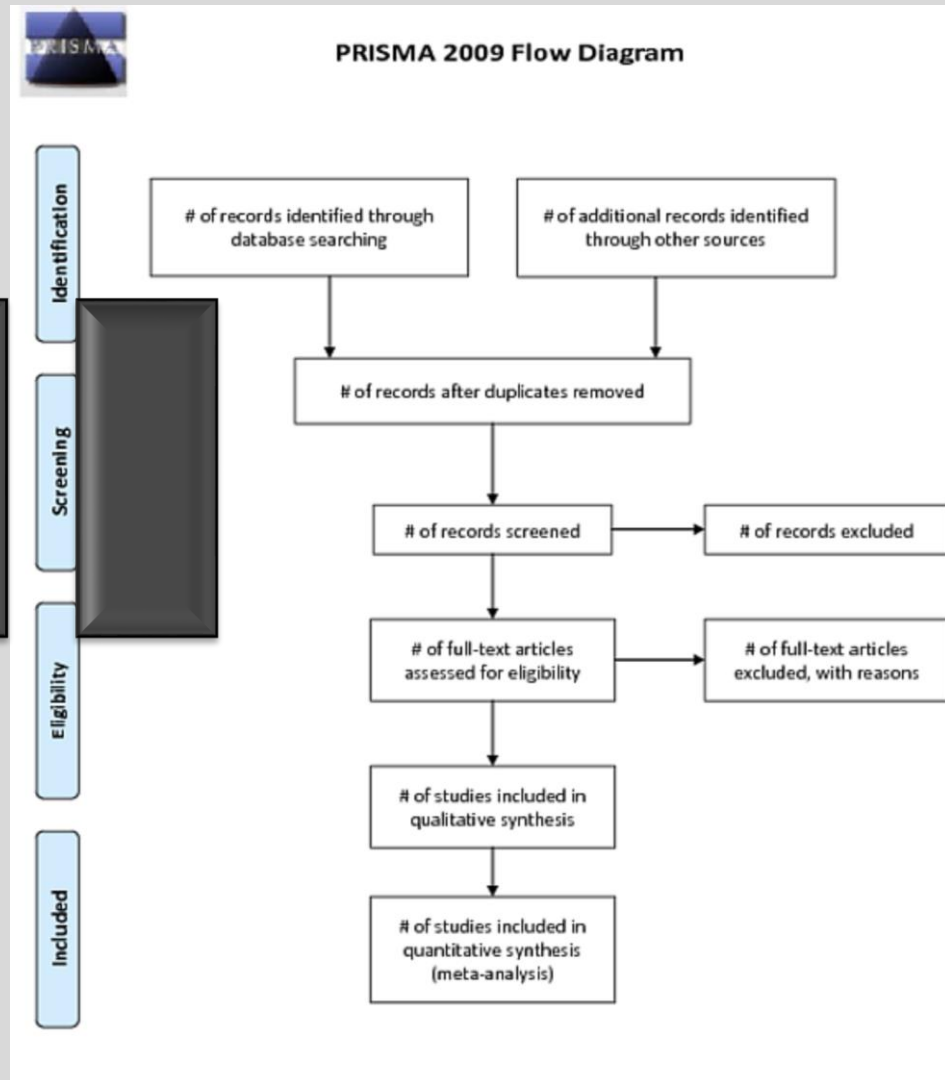 PRISMA
PRISMA 2009 Flow Diagram
Identification
# of records identified through
database searching
# of additional records identified
through other sources
# of records after duplicates removed
Screening
# of records screened
# of records excluded
Eligibility
# of full-text articles
assessed for eligibility
# of full-text articles
excluded, with reasons
# of studies included in
qualitative synthesis
Included
# of studies included in
quantitative synthesis
(meta-analysis)